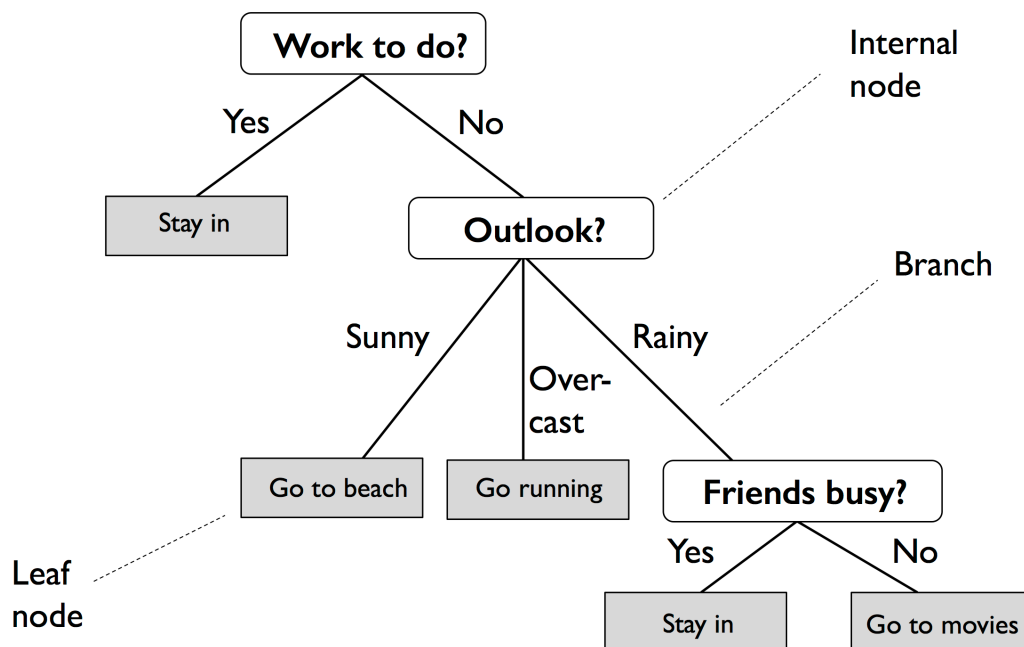 Work to do?
Internal
node
Yes
No
Stay in
Outlook?
Branch
Sunny
Rainy
Over-
cast
Go to beach
Go running
Friends busy?
Yes
No
Leaf
node
Stay in
Go to movies